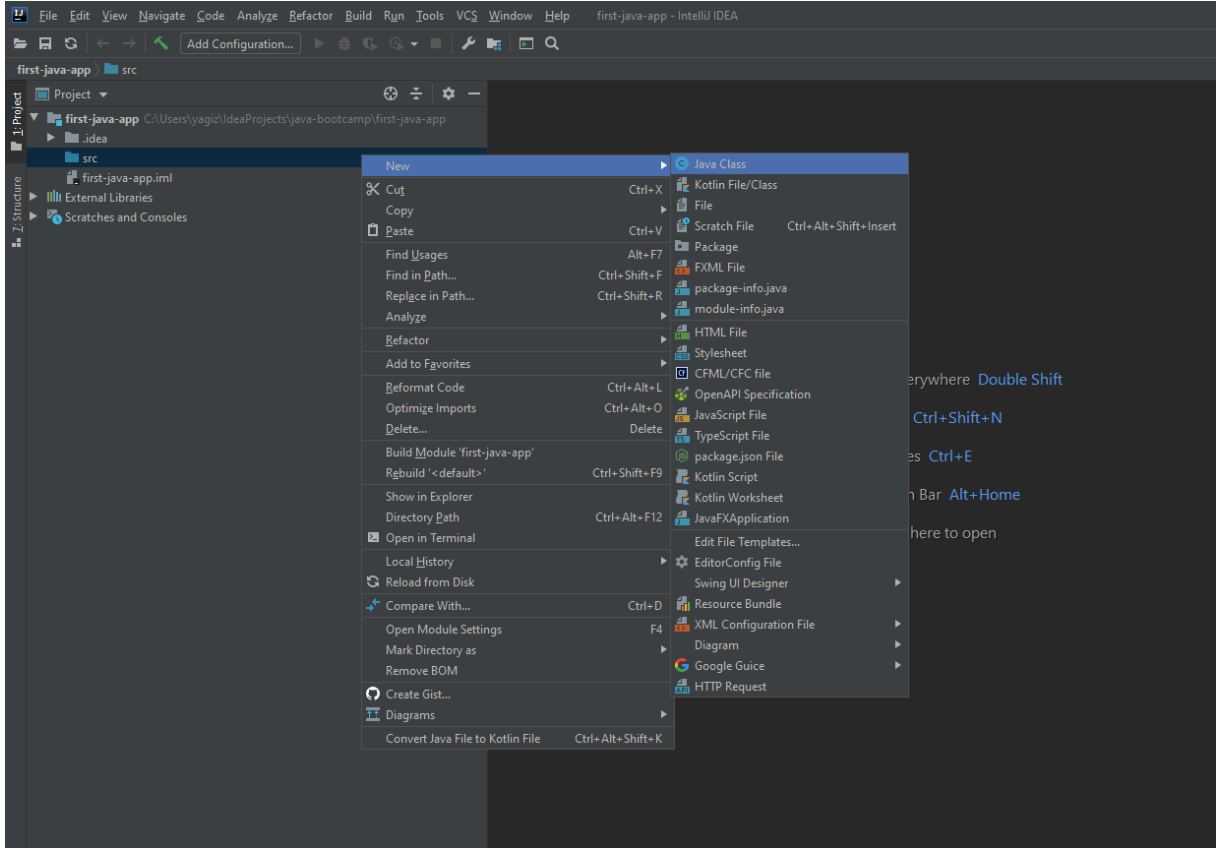 IJ File Edit View Navigate Code Analyze Refactor Build Run Tools VCS Window Help first-java-app - IntelliJ IDEA
Add Configuration...
first-java-app src
Project
1: Project
7: Structure
first-java-app C:\Users\yagiz\IdeaProjects\java-bootcamp\first-java-app
.idea
src
first-java-app.iml
External Libraries
Scratches and Consoles
New
Cut Ctrl+X
Copy
Paste Ctrl+V
Find Usages Alt+F7
Find in Path... Ctrl+Shift+F
Replace in Path... Ctrl+Shift+R
Analyze
Refactor
Add to Favorites
Reformat Code Ctrl+Alt+L
Optimize Imports Ctrl+Alt+O
Delete... Delete
Build Module 'first-java-app'
Rebuild '<default>' Ctrl+Shift+F9
Show in Explorer
Directory Path Ctrl+Alt+F12
Open in Terminal
Local History
Reload from Disk
Compare With... Ctrl+D
Open Module Settings F4
Mark Directory as
Remove BOM
Create Gist...
Diagrams
Convert Java File to Kotlin File Ctrl+Alt+Shift+K
Java Class
Kotlin File/Class
File
Scratch File Ctrl+Alt+Shift+Insert
Package
FXML File
package-info.java
module-info.java
HTML File
Stylesheet
CFML/CFC file
OpenAPI Specification
JavaScript File
TypeScript File
package.json File
Kotlin Script
Kotlin Worksheet
JavaFXApplication
Edit File Templates...
EditorConfig File
Swing UI Designer
Resource Bundle
XML Configuration File
Diagram
Google Guice
HTTP Request
erywhere Double Shift
Ctrl+Shift+N
es Ctrl+E
n Bar Alt+Home
here to open